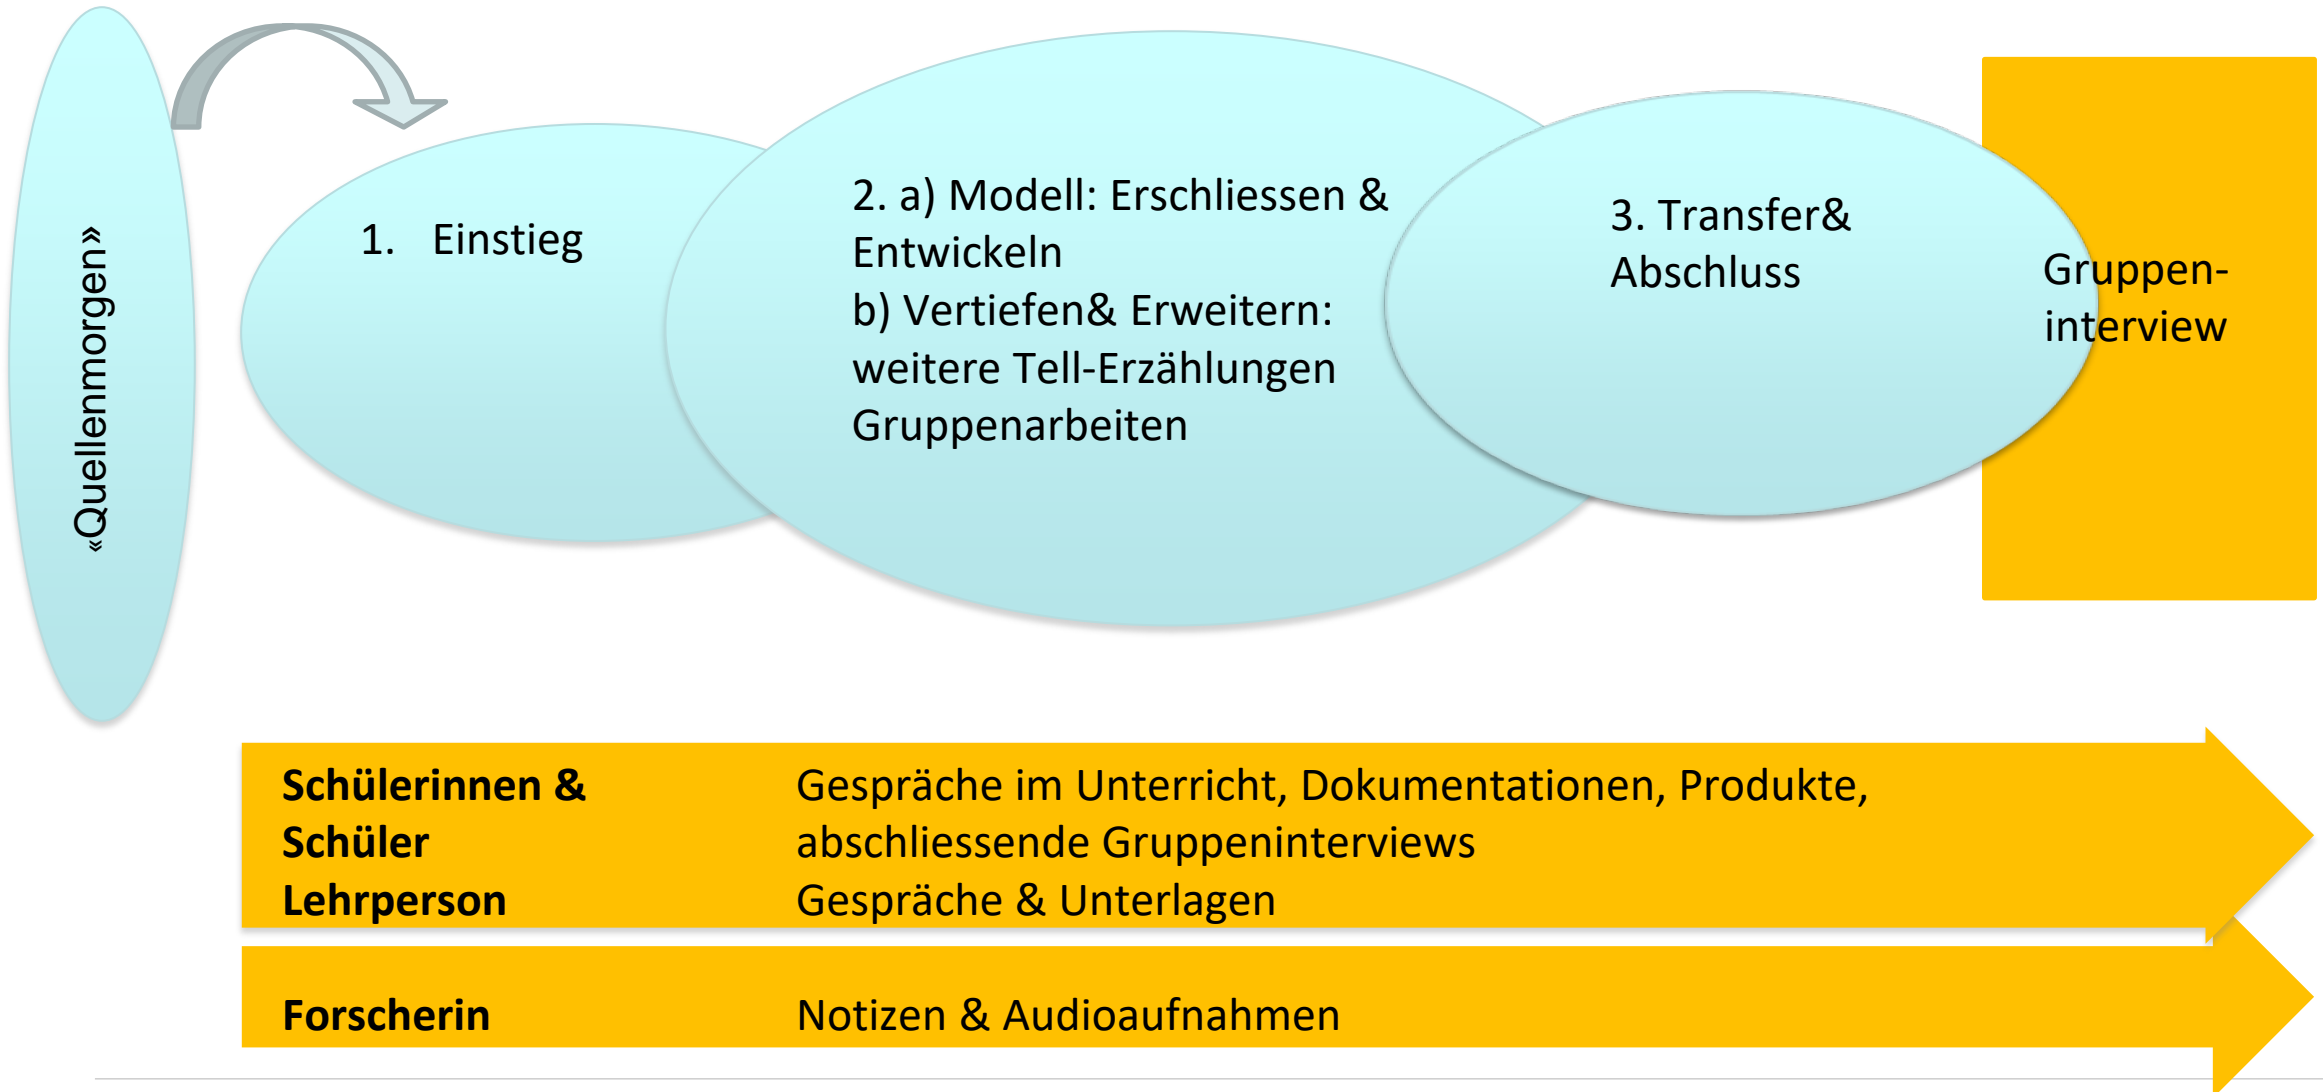 «Quellenmorgen»
1. Einstieg
2. a) Modell: Erschliessen &
Entwickeln
b) Vertiefen& Erweitern:
weitere Tell-Erzählungen
Gruppenarbeiten
3. Transfer&
Abschluss
Gruppen-
interview
Schülerinnen & Gespräche im Unterricht, Dokumentationen, Produkte,
Schüler abschliessende Gruppeninterviews
Lehrperson Gespräche & Unterlagen
Forscherin Notizen & Audioaufnahmen